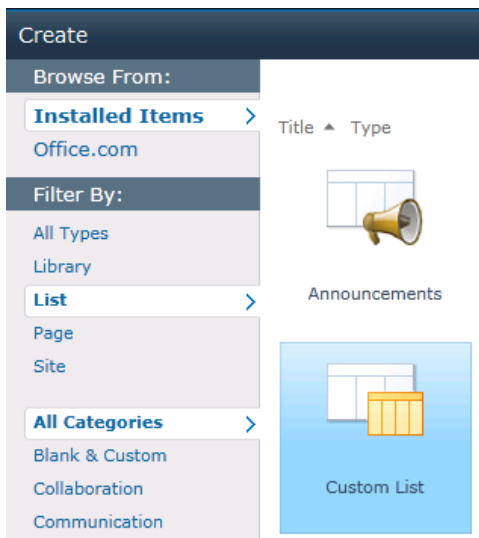 Create
Browse From:
Installed Items
Office.com
Filter By:
All Types
Library
List
Page
Site
All Categories
Blank & Custom
Collaboration
Communication
Title Type
Announcements
Custom List